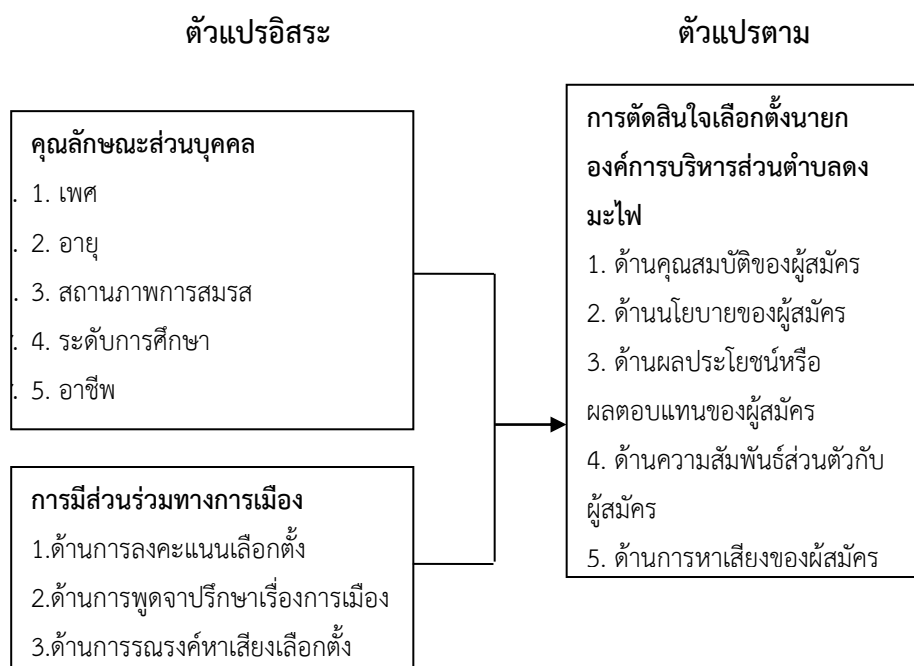 ตัวแปรอิสระ
ตัวแปรตาม
คุณลักษณะส่วนบุคคล
1. เพศ
2. อายุ
3. สถานภาพการสมรส
4. ระดับการศึกษา
5. อาชีพ
การมีส่วนร่วมทางการเมือง
1.ด้านการลงคะแนนเลือกตั้ง
2.ด้านการพูดจาปรึกษาเรื่องการเมือง
3.ด้านการรณรงค์หาเสียงเลือกตั้ง
การตัดสินใจเลือกตั้งนายก
องค์การบริหารส่วนตำบลดง
มะไฟ
1. ด้านคุณสมบัติของผู้สมัคร
2. ด้านนโยบายของผู้สมัคร
3. ด้านผลประโยชน์หรือ
ผลตอบแทนของผู้สมัคร
4. ด้านความสัมพันธ์ส่วนตัวกับ
ผู้สมัคร
5. ด้านการหาเสียงของผู้สมัคร